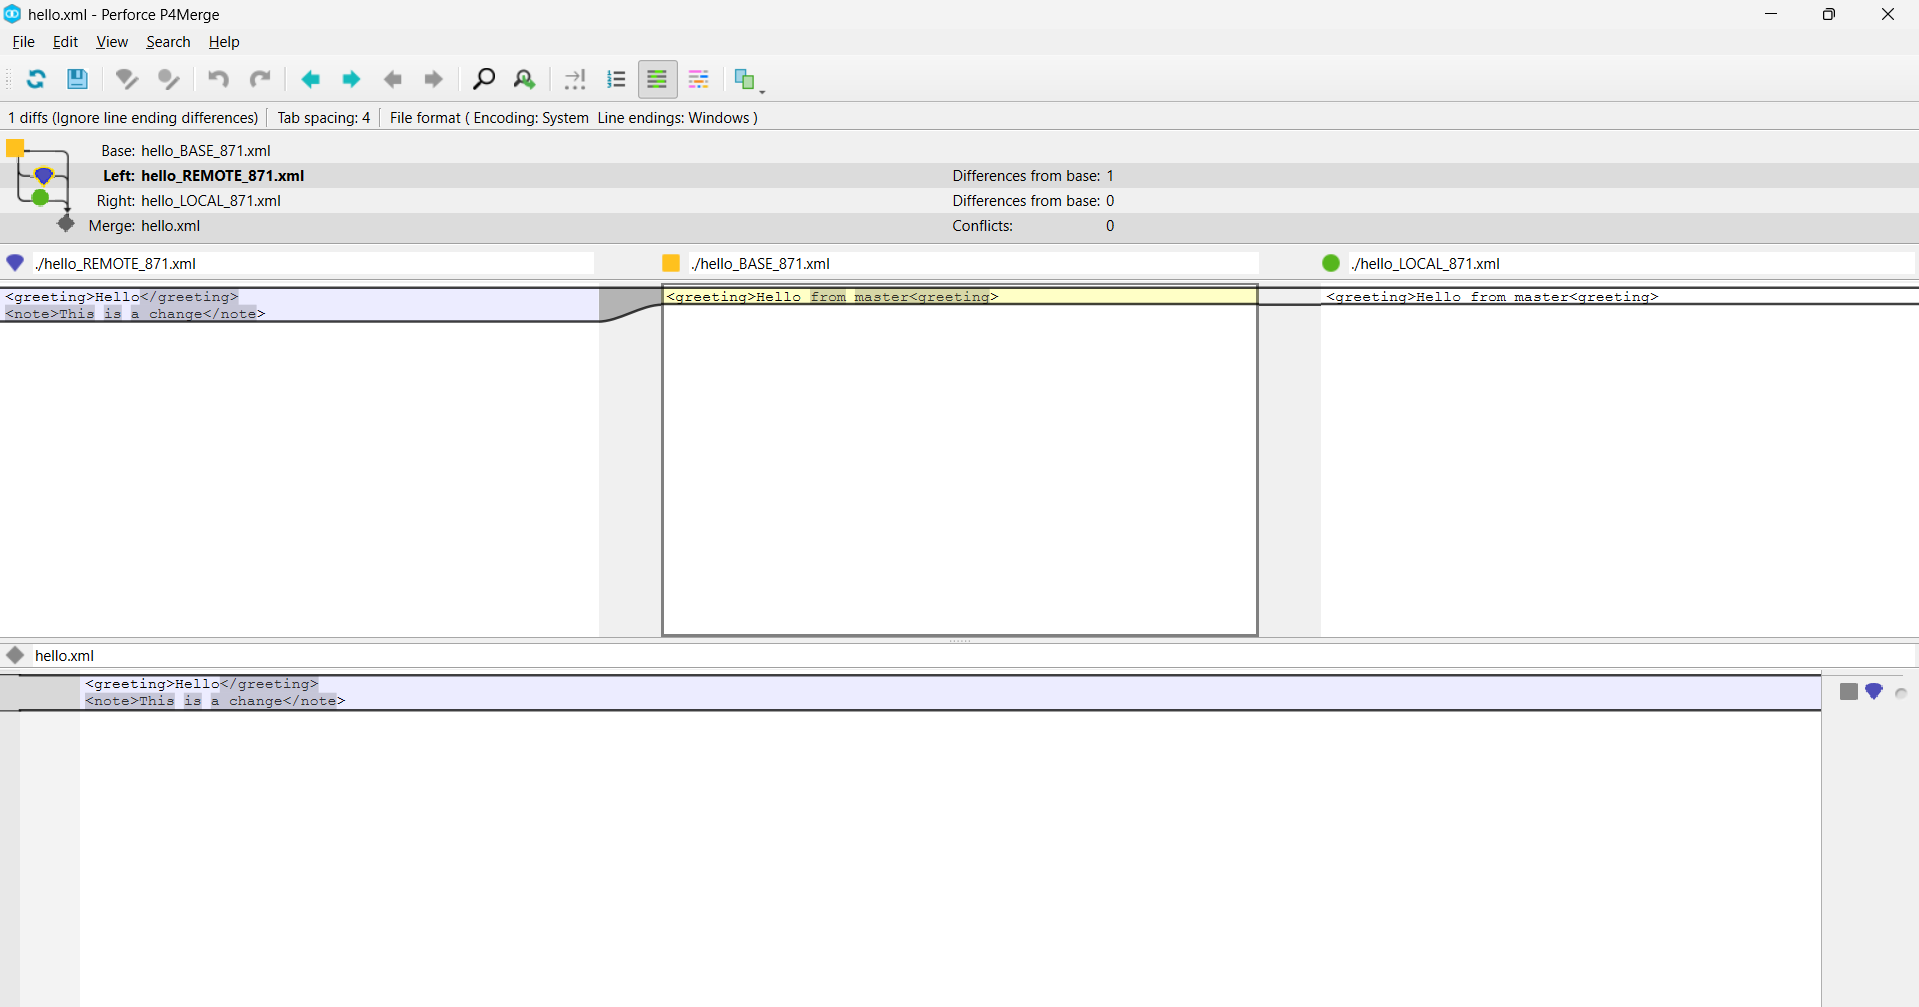 hello.xml - Perforce P4Merge
File Edit View Search Help
1 diffs (Ignore line ending differences) Tab spacing: 4 File format ( Encoding: System Line endings: Windows )
Base: hello_BASE_871.xml
Left: hello_REMOTE_871.xml Differences from base: 1
Right: hello_LOCAL_871.xml Differences from base: 0
Merge: hello.xml Conflicts: 0
./hello_REMOTE_871.xml ./hello_BASE_871.xml ./hello_LOCAL_871.xml
<greeting>Hello</greeting> <greeting>Hello from master<greeting> <greeting>Hello from master<greeting>
<note>This is a change</note>
hello.xml
<greeting>Hello</greeting>
<note>This is a change</note>